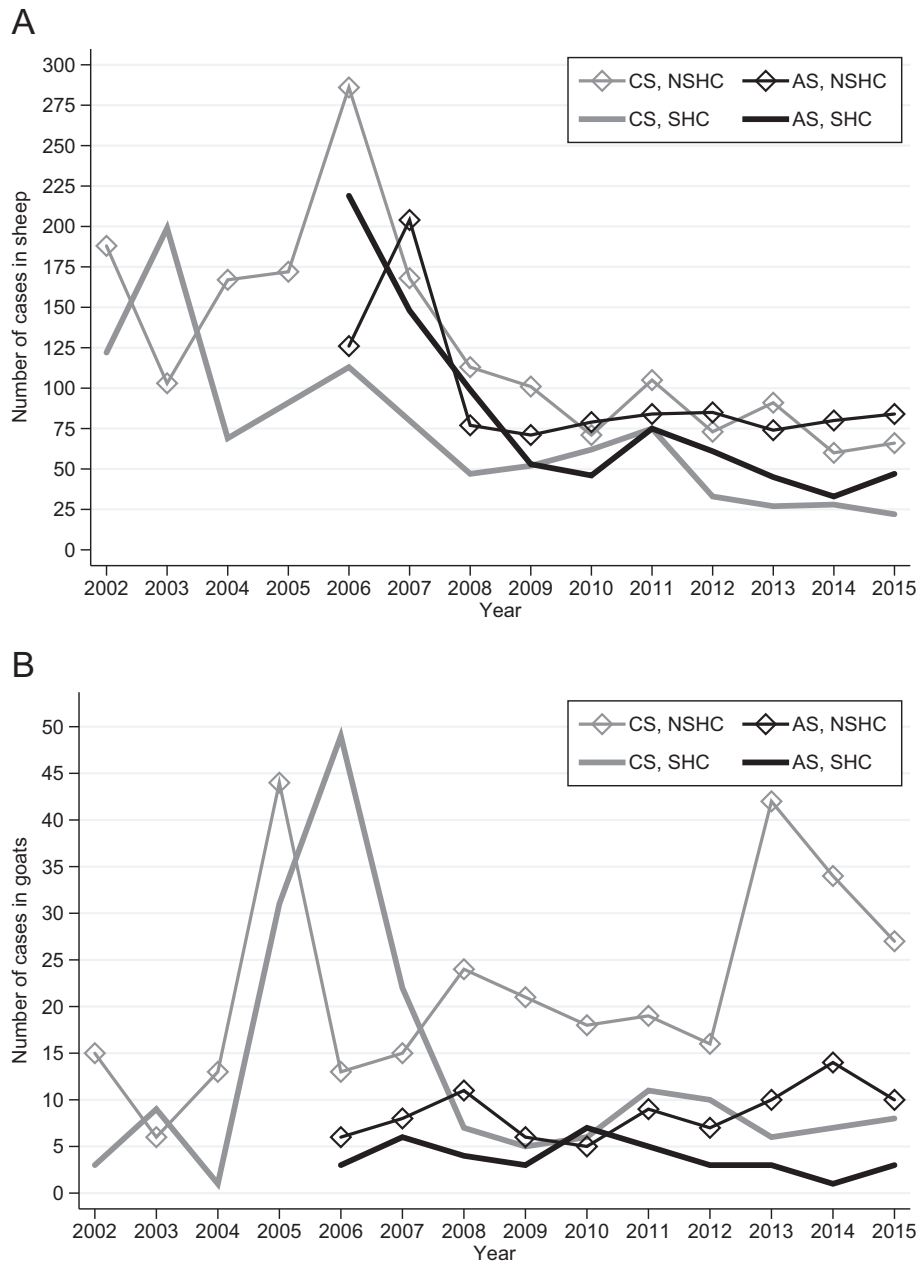 A
Number of cases in sheep
300
275
250
225
200
175
150
125
100
75
50
25
0
CS, NSHC AS, NSHC
CS, SHC AS, SHC
2002 2003 2004 2005 2006 2007 2008 2009 2010 2011 2012 2013 2014 2015
Year
B
Number of cases in goats
50
45
40
35
30
25
20
15
10
5
0
CS, NSHC AS, NSHC
CS, SHC AS, SHC
2002 2003 2004 2005 2006 2007 2008 2009 2010 2011 2012 2013 2014 2015
Year